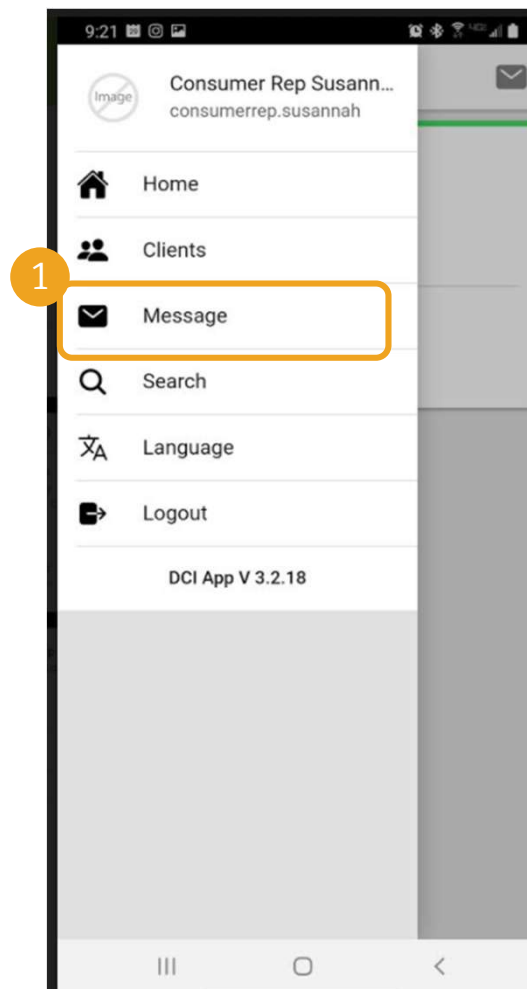 9:21
Image
Consumer Rep Susann...
consumerrep.susannah
Home
Clients
1
Message
Search
Language
Logout
DCI App V 3.2.18